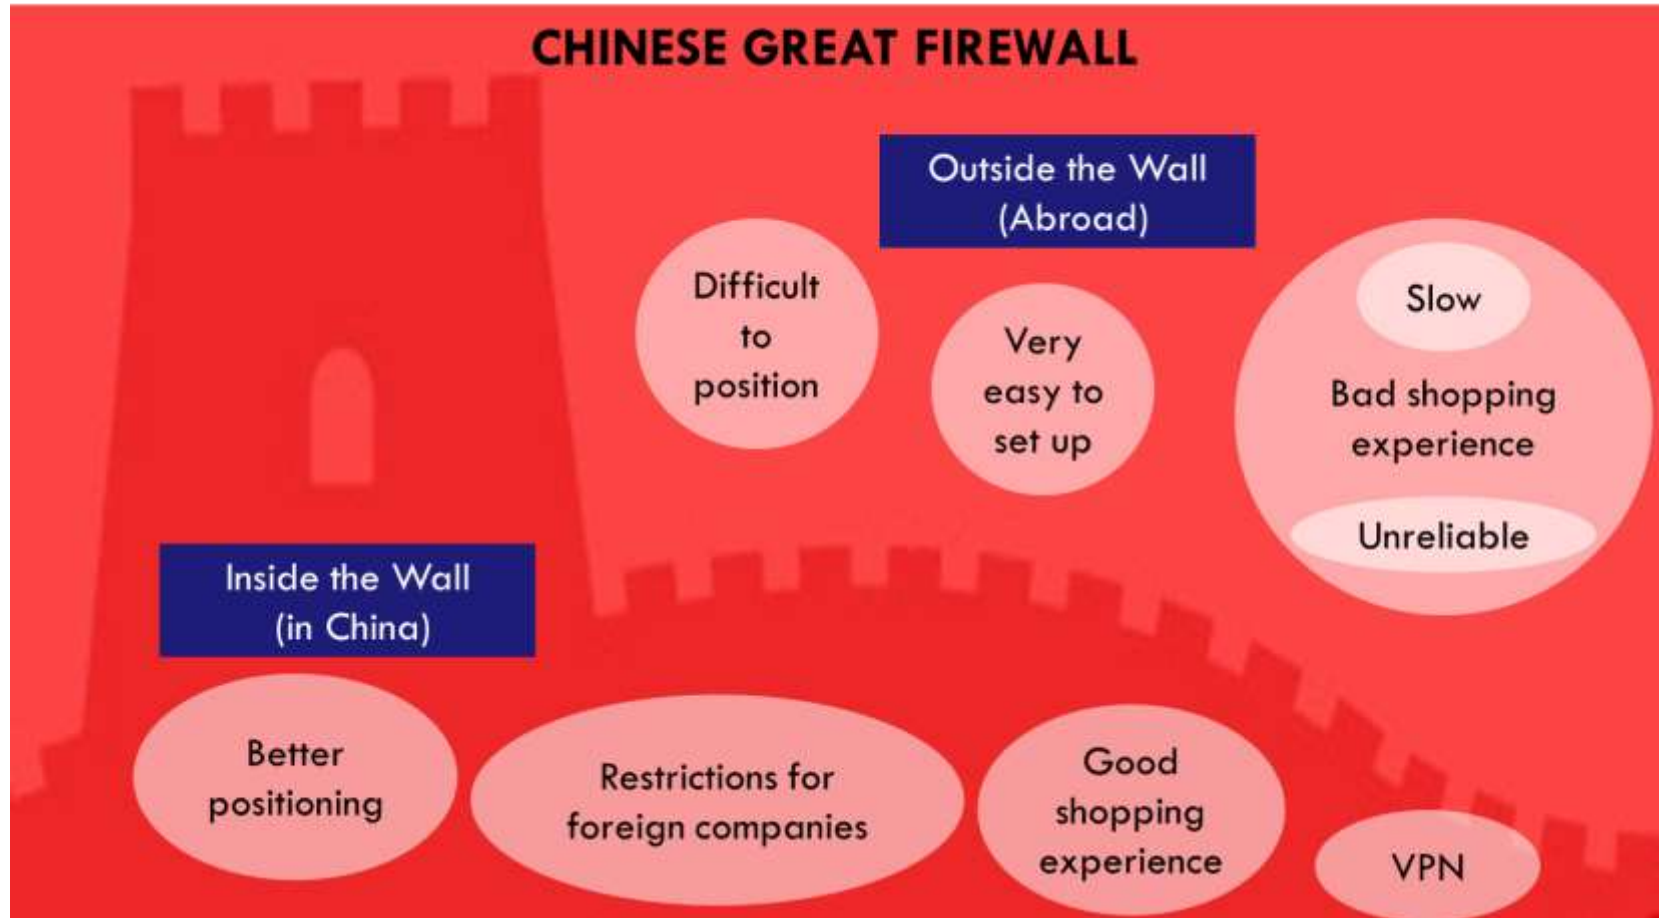 CHINESE GREAT FIREWALL
Outside the Wall
(Abroad)
Difficult
to
position
Very
easy to
set up
Slow
Bad shopping
experience
Unreliable
Inside the Wall
(in China)
Better
positioning
Restrictions for
foreign companies
Good
shopping
experience
VPN